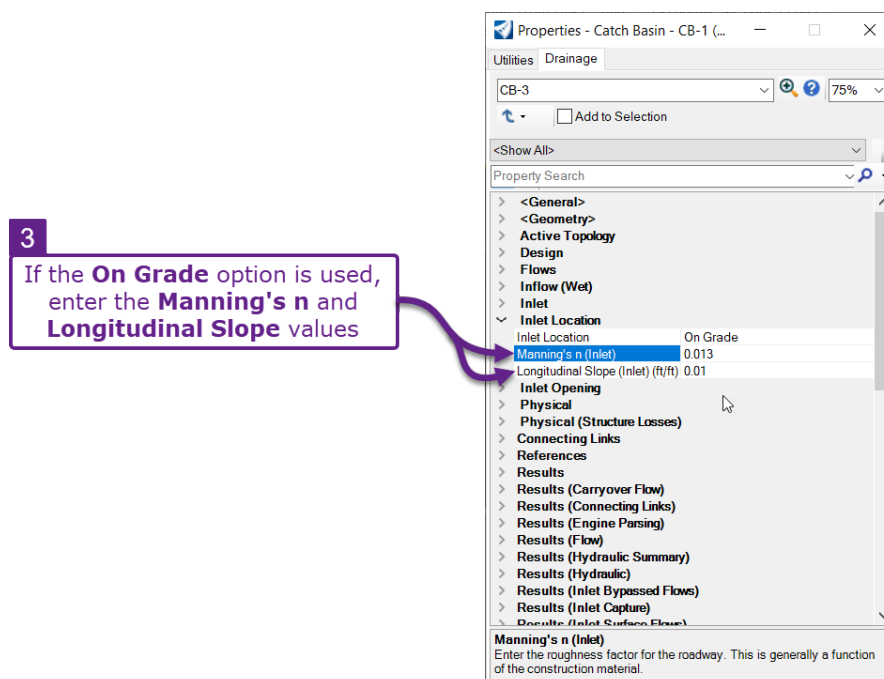 Properties - Catch Basin - CB-1 (...
Utilities Drainage
CB-3
75%
Add to Selection
<Show All>
Property Search
<General>
<Geometry>
Active Topology
Design
Flows
Inflow (Wet)
Inlet
Inlet Location
Inlet Location On Grade
Manning's n (Inlet) 0.013
Longitudinal Slope (Inlet) (ft/ft) 0.01
Inlet Opening
Physical
Physical (Structure Losses)
Connecting Links
References
Results
Results (Carryover Flow)
Results (Connecting Links)
Results (Engine Parsing)
Results (Flow)
Results (Hydraulic Summary)
Results (Hydraulic)
Results (Inlet Bypassed Flows)
Results (Inlet Capture)
Results (Inlet Surface Flows)
Manning's n (Inlet)
Enter the roughness factor for the roadway. This is generally a function
of the construction material.
3
If the On Grade option is used,
enter the Manning's n and
Longitudinal Slope values